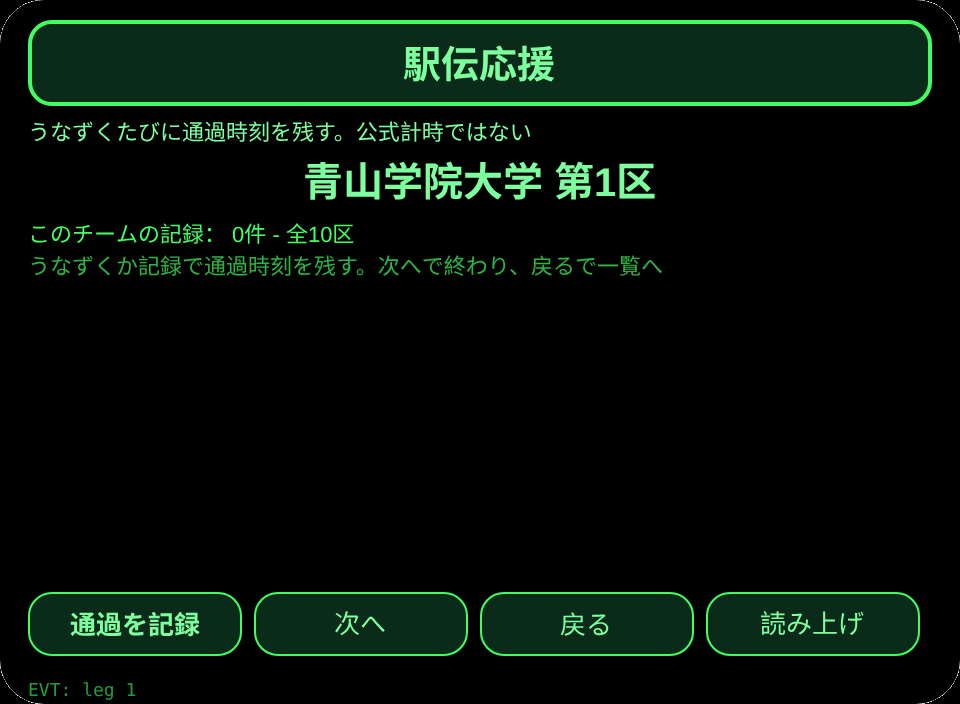 駅伝応援
うなずくたびに通過時刻を残す。公式計時ではない
青山学院大学 第1区
このチームの記録： 0件 - 全10区
うなずくか記録で通過時刻を残す。次へで終わり、戻るで一覧へ
通過を記録
次へ
戻る
読み上げ
EVT: leg 1